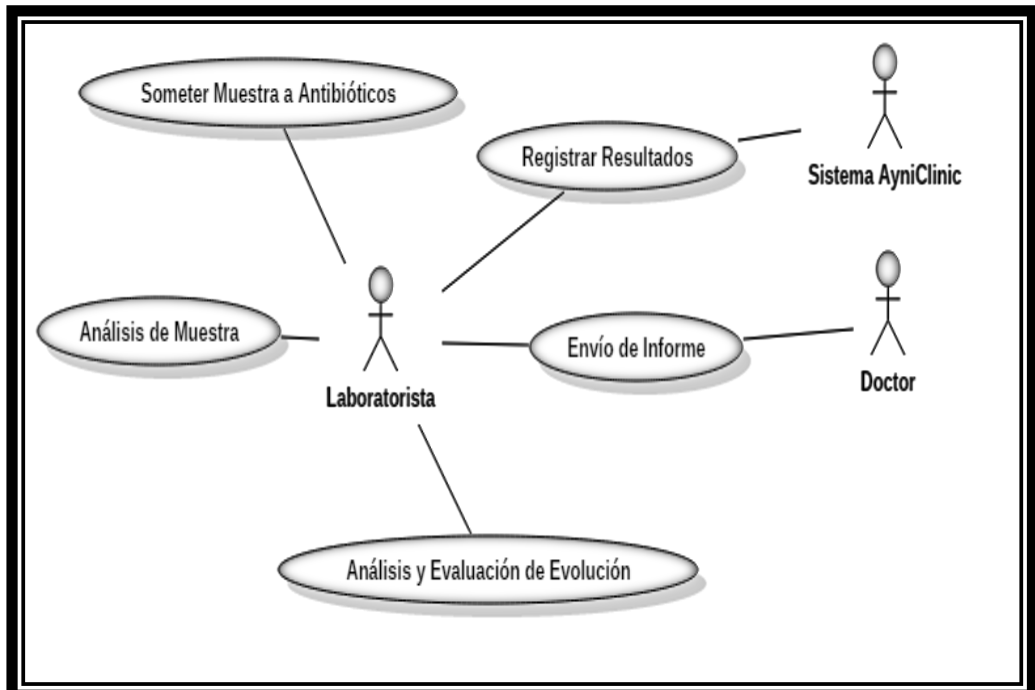 Someter Muestra a Antibióticos
Registrar Resultados
Sistema AyniClinic
Análisis de Muestra
Envío de Informe
Laboratorista
Doctor
Análisis y Evaluación de Evolución